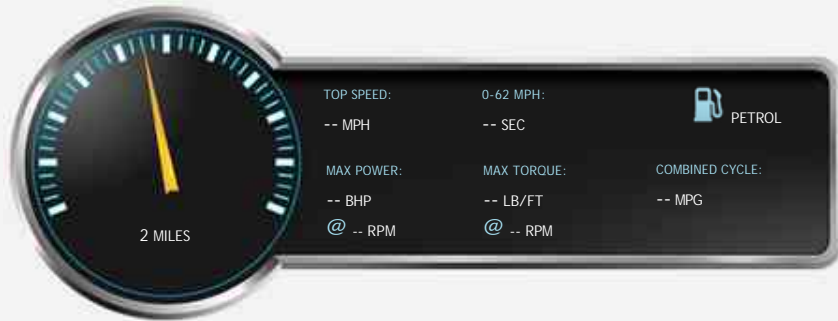 TOP SPEED:
-- MPH
0-62 MPH:
-- SEC
PETROL
MAX POWER:
-- BHP
@ -- RPM
MAX TORQUE:
-- LB/FT
@ -- RPM
COMBINED CYCLE:
-- MPG
2 MILES